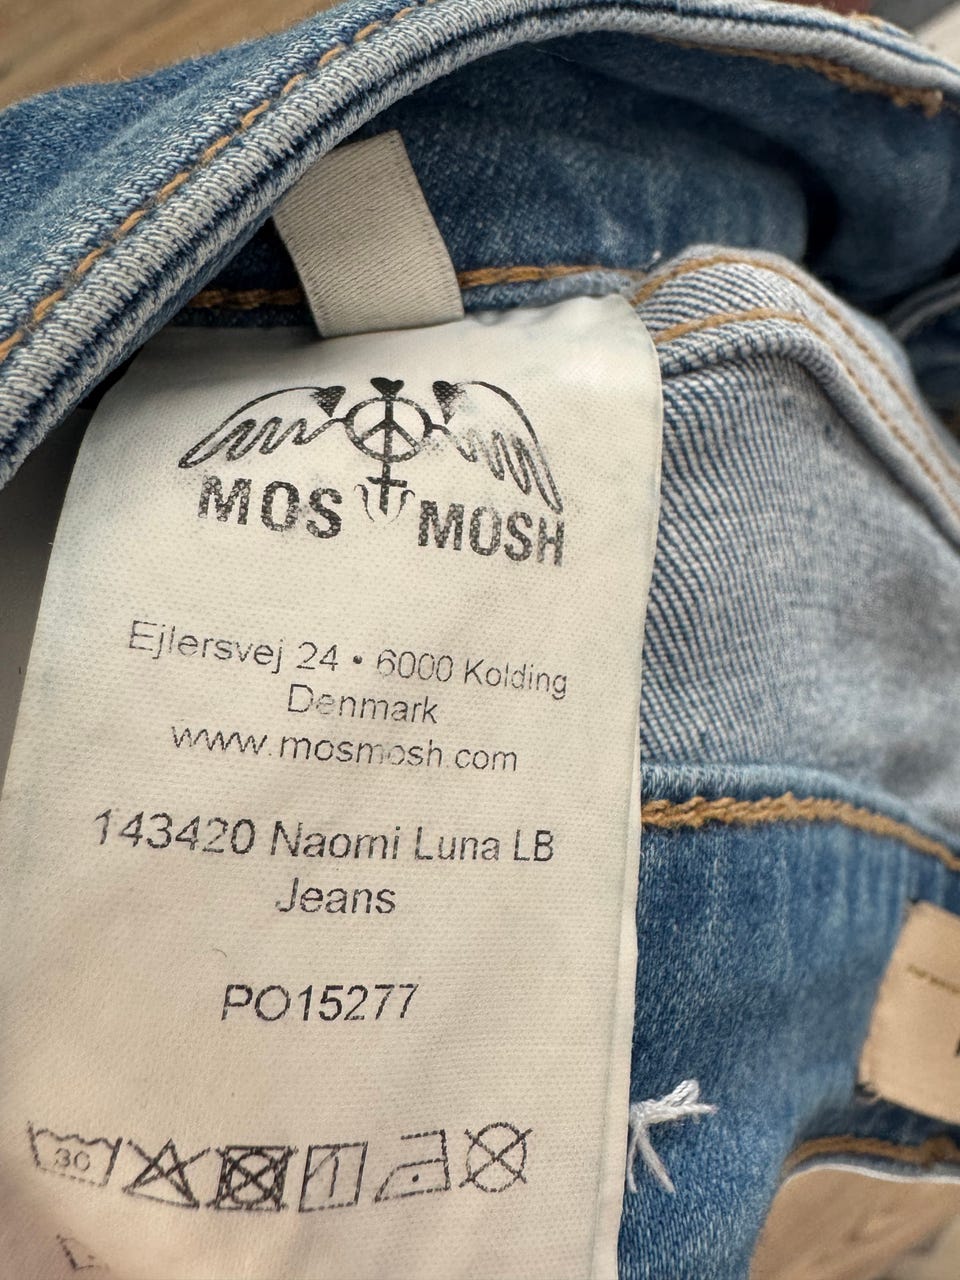 MOS MOSH
Ejlersvej 24 • 6000 Kolding
Denmark
www.mosmosh.com
143420 Naomi Luna LB
Jeans
PO15277
30